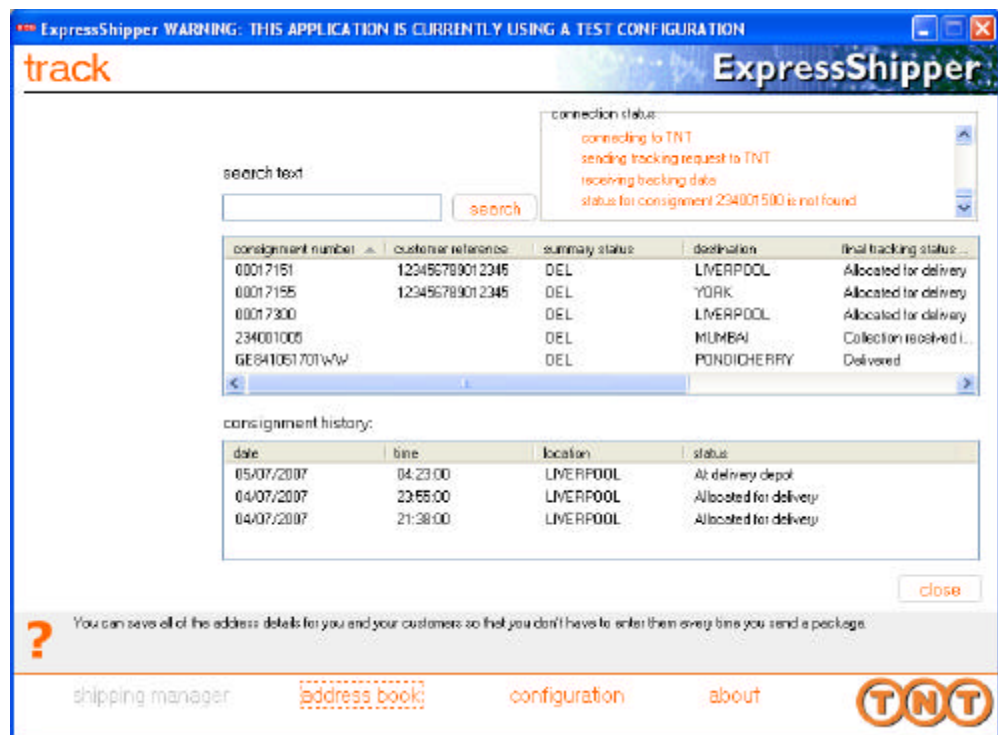 ExpressShipper WARNING: THIS APPLICATION IS CURRENTLY USING A TEST CONFIGURATION
track
ExpressShipper
connection status:
connecting to TNT
sending tracking request to TNT
receiving tracking data
status for consignment 234001500 is not found
search text
search
consignment number customer reference summary status destination final tracking status ...
00017151 123456789012345 DEL LIVERPOOL Allocated for delivery
00017155 123456789012345 DEL YORK Allocated for delivery
00017300 DEL LIVERPOOL Allocated for delivery
234001005 DEL MUMBAI Collection received i...
GE841051701WW DEL PONDICHERRY Delivered
consignment history:
date time location status
05/07/2007 04:23:00 LIVERPOOL At delivery depot
04/07/2007 23:55:00 LIVERPOOL Allocated for delivery
04/07/2007 21:38:00 LIVERPOOL Allocated for delivery
close
? You can save all of the address details for you and your customers so that you don't have to enter them every time you send a package.
shipping manager address book configuration about
TNT